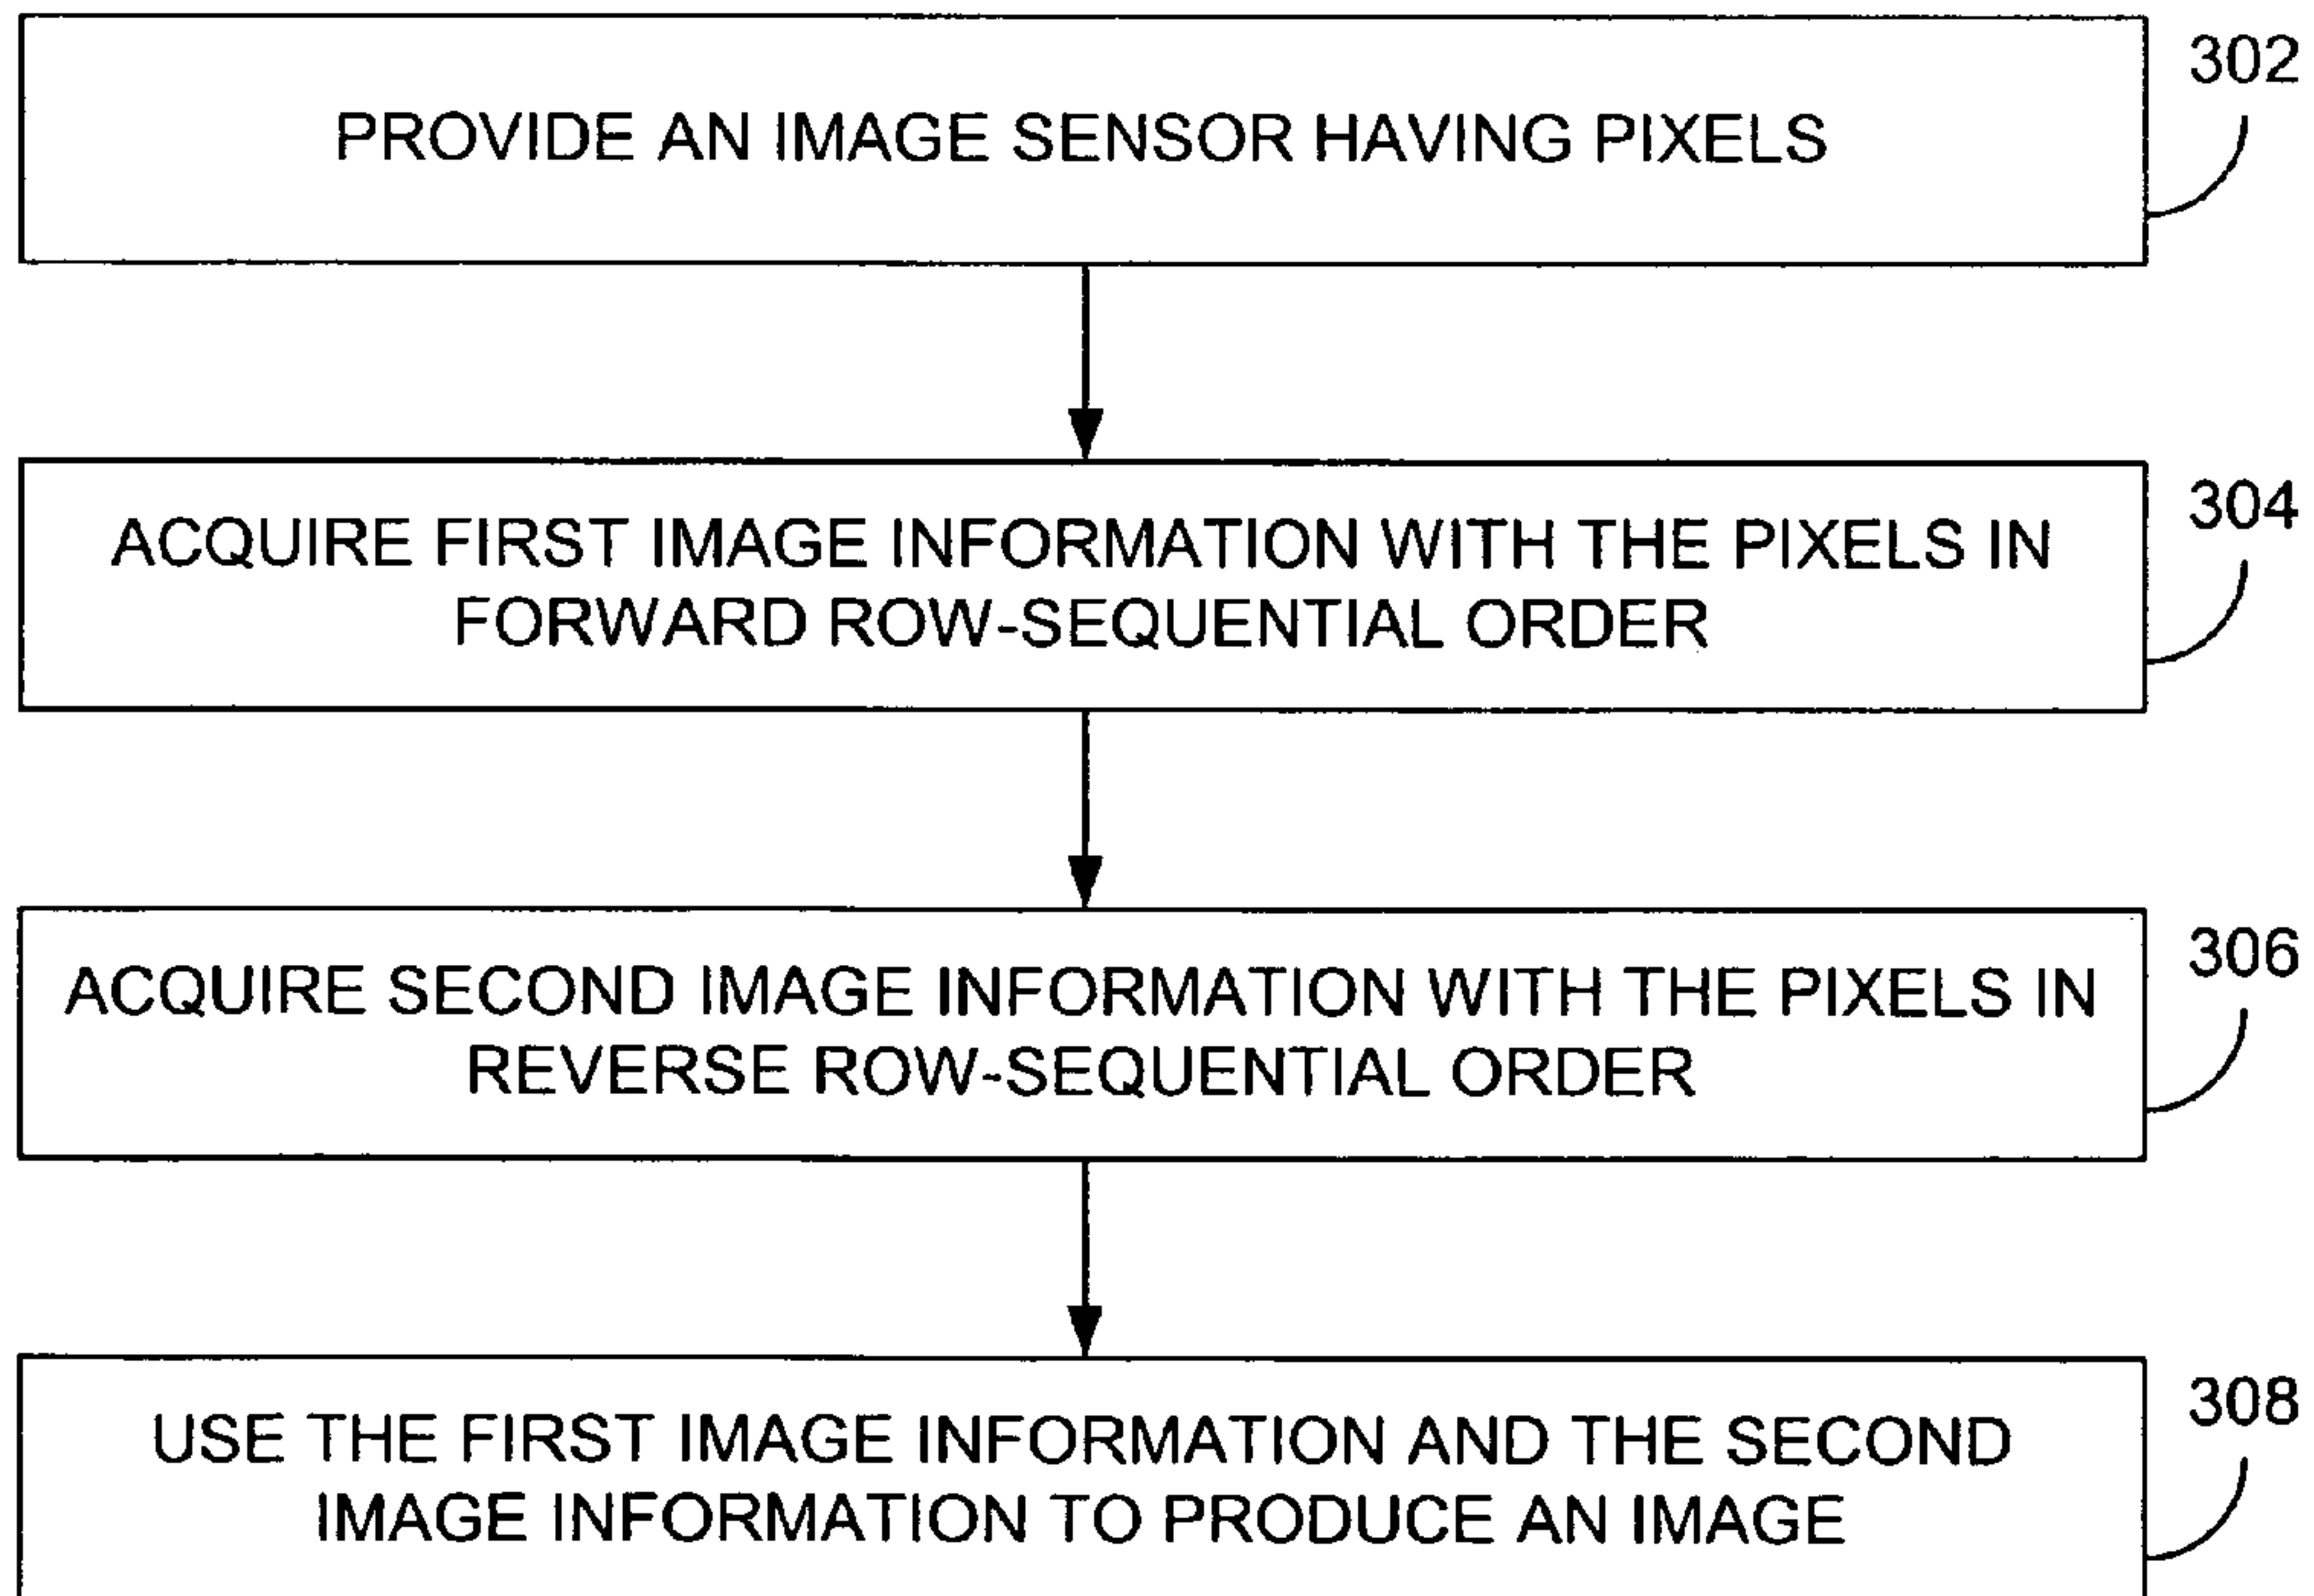 302
PROVIDE AN IMAGE SENSOR HAVING PIXELS
304
ACQUIRE FIRST IMAGE INFORMATION WITH THE PIXELS IN
FORWARD ROW-SEQUENTIAL ORDER
306
ACQUIRE SECOND IMAGE INFORMATION WITH THE PIXELS IN
REVERSE ROW-SEQUENTIAL ORDER
308
USE THE FIRST IMAGE INFORMATION AND THE SECOND
IMAGE INFORMATION TO PRODUCE AN IMAGE